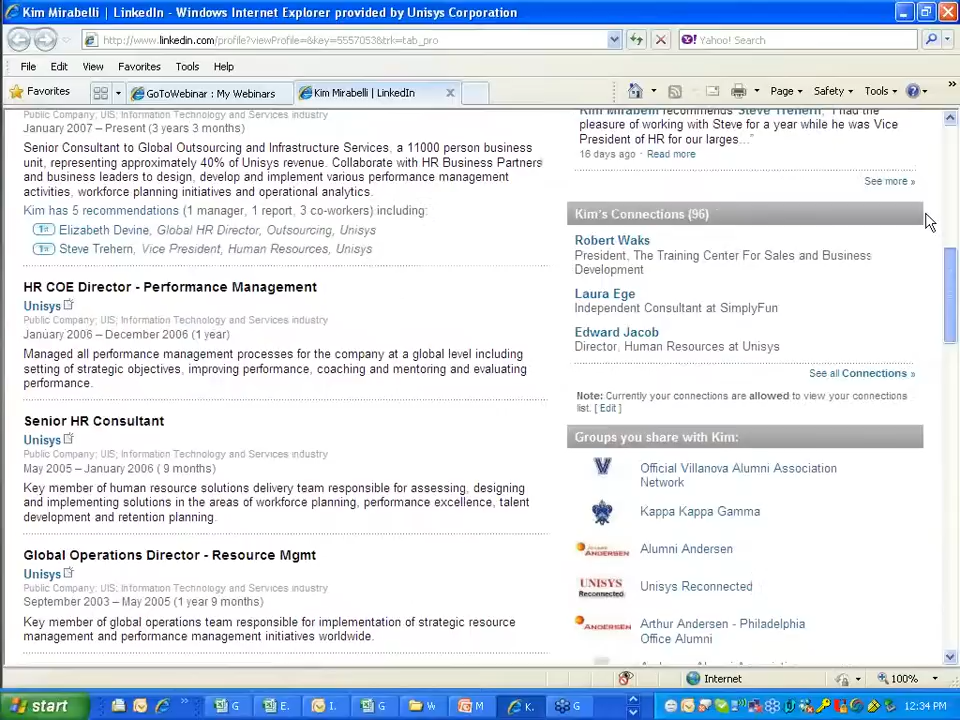 Kim Mirabelli | LinkedIn - Windows Internet Explorer provided by Unisys Corporation
http://www.linkedin.com/profile?viewProfile=&key=5557053&trk=tab_pro
Yahoo! Search
File Edit View Favorites Tools Help
Favorites
GoToWebinar : My Webinars
Kim Mirabelli | LinkedIn
Page Safety Tools
Public Company; UIS; Information Technology and Services industry
January 2007 – Present (3 years 3 months)
Senior Consultant to Global Outsourcing and Infrastructure Services, a 11000 person business
unit, representing approximately 40% of Unisys revenue. Collaborate with HR Business Partners
and business leaders to design, develop and implement various performance management
activities, workforce planning initiatives and operational analytics.
Kim has 5 recommendations (1 manager, 1 report, 3 co-workers) including:
1st Elizabeth Devine, Global HR Director, Outsourcing, Unisys
1st Steve Trehern, Vice President, Human Resources, Unisys
HR COE Director - Performance Management
Unisys
Public Company; UIS; Information Technology and Services industry
January 2006 – December 2006 (1 year)
Managed all performance management processes for the company at a global level including
setting of strategic objectives, improving performance, coaching and mentoring and evaluating
performance.
Senior HR Consultant
Unisys
Public Company; UIS; Information Technology and Services industry
May 2005 – January 2006 ( 9 months)
Key member of human resource solutions delivery team responsible for assessing, designing
and implementing solutions in the areas of workforce planning, performance excellence, talent
development and retention planning.
Global Operations Director - Resource Mgmt
Unisys
Public Company; UIS; Information Technology and Services industry
September 2003 – May 2005 (1 year 9 months)
Key member of global operations team responsible for implementation of strategic resource
management and performance management initiatives worldwide.
Kim Mirabelli recommends Steve Trehern, "I had the
pleasure of working with Steve for a year while he was Vice
President of HR for our larges…"
16 days ago · Read more
See more »
Kim's Connections (96)
Robert Waks
President, The Training Center For Sales and Business
Development
Laura Ege
Independent Consultant at SimplyFun
Edward Jacob
Director, Human Resources at Unisys
See all Connections »
Note: Currently your connections are allowed to view your connections
list. [ Edit ]
Groups you share with Kim:
Official Villanova Alumni Association
Network
Kappa Kappa Gamma
ANDERSEN
Alumni Andersen
UNISYS
Reconnected
Unisys Reconnected
ANDERSEN
Arthur Andersen - Philadelphia
Office Alumni
Internet
100%
start
G
E.
I.
G
W
M
K.
G
12:34 PM